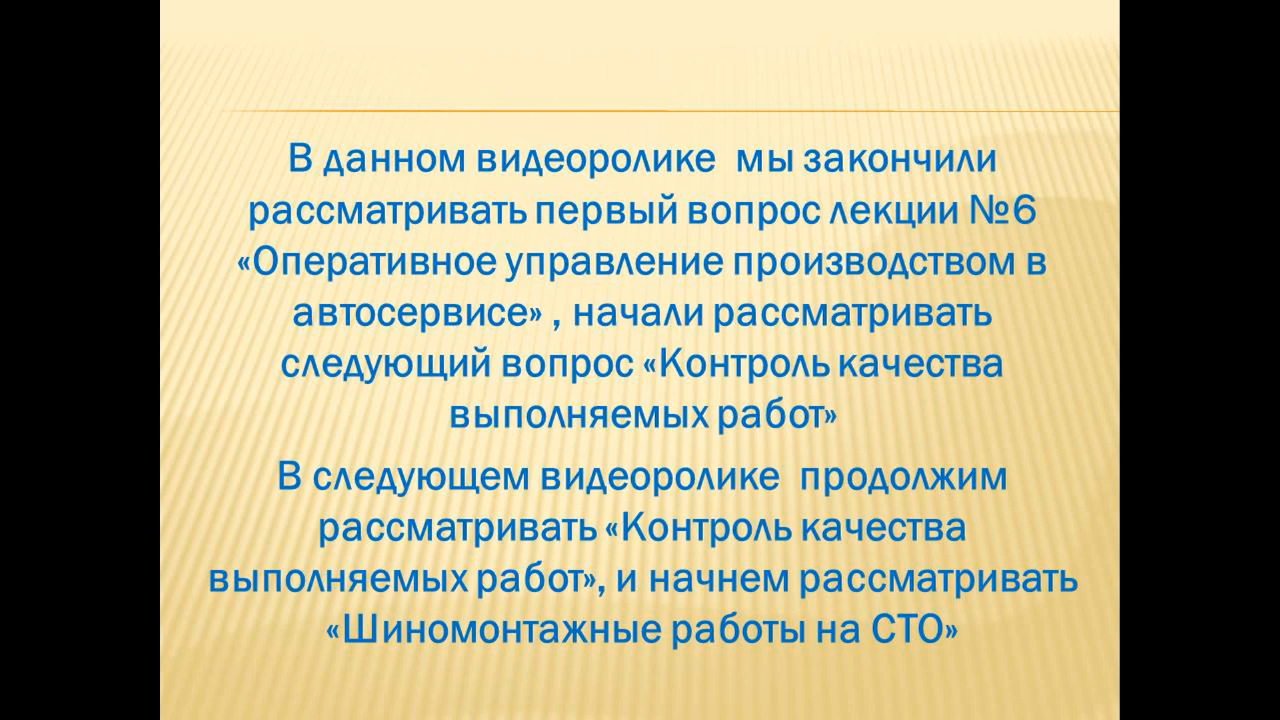 В данном видеоролике  мы закончили
рассматривать первый вопрос лекции №6
«Оперативное управление производством в
автосервисе» , начали рассматривать
следующий вопрос «Контроль качества
выполняемых работ»
В следующем видеоролике  продолжим
рассматривать «Контроль качества
выполняемых работ», и начнем рассматривать
«Шиномонтажные работы на СТО»